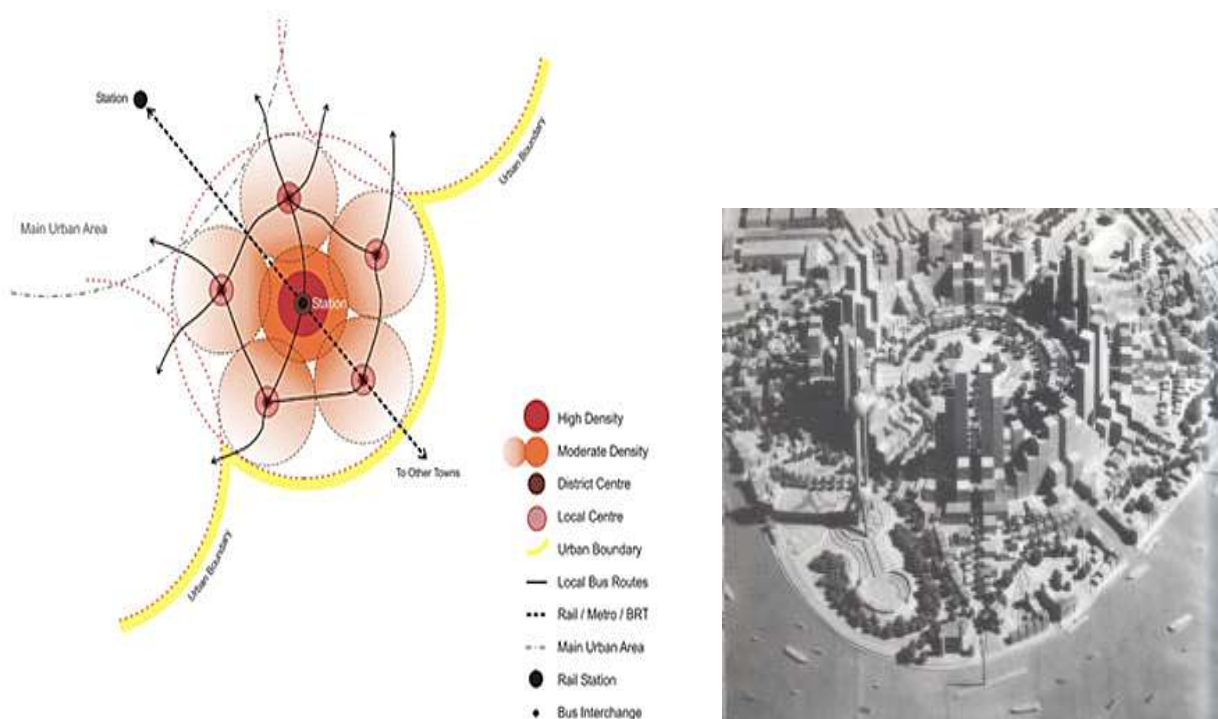 Station
Urban Boundary
Main Urban Area
Station
To Other Towns
Urban Boundary
High Density
Moderate Density
District Centre
Local Centre
Urban Boundary
Local Bus Routes
Rail / Metro / BRT
Main Urban Area
Rail Station
Bus Interchange